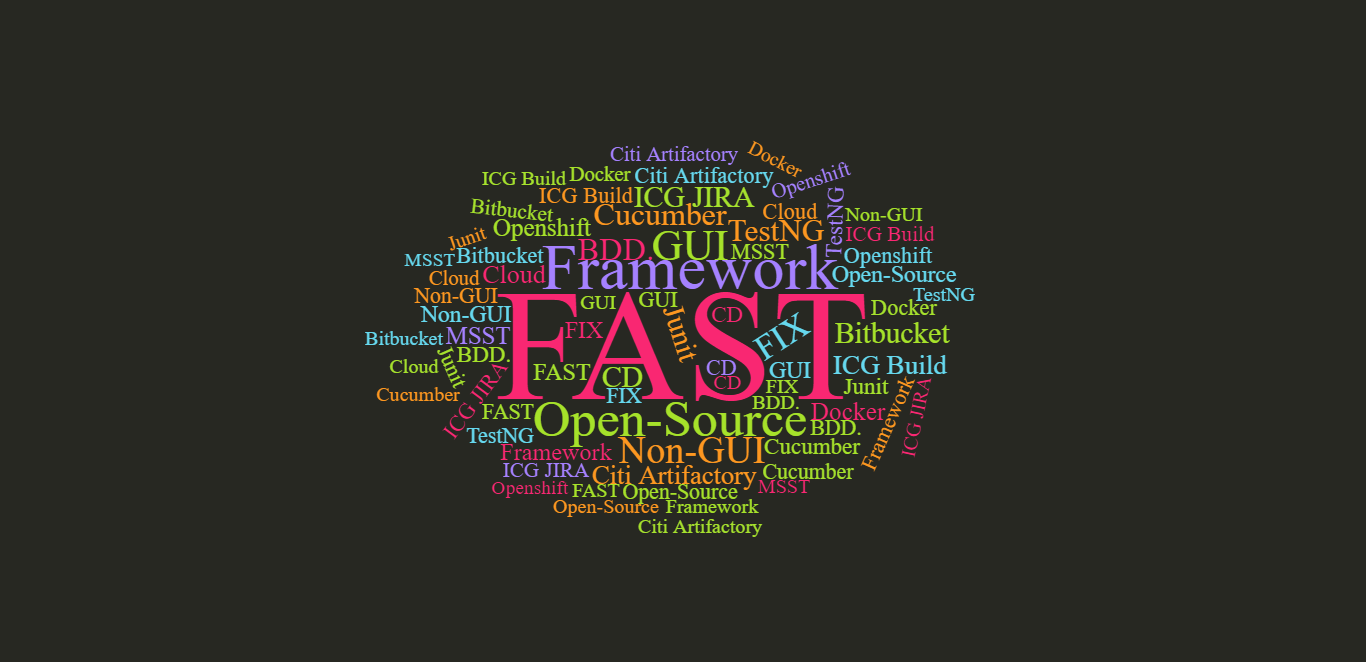 Citi Artifactory
Docker
ICG Build
Docker
Citi Artifactory
Openshift
ICG Build
ICG JIRA
Bitbucket
Cucumber
Cloud
TestNG
Non-GUI
Openshift
TestNG
ICG Build
Junit
BDD.
GUI
MSST
MSST
Bitbucket
Framework
Openshift
Cloud
Cloud
Open-Source
Non-GUI
FAST
GUI
GUI
TestNG
Non-GUI
Junit
CD
Docker
Bitbucket
MSST
FIX
FIX
Bitbucket
BDD.
Cloud
Junit
FAST
CD
CD
GUI
ICG Build
CD
FIX
Junit
Cucumber
ICG JIRA
FIX
BDD.
Framework
ICG JIRA
FAST
Open-Source
Docker
BDD.
TestNG
Framework
Non-GUI
Cucumber
ICG JIRA
Citi Artifactory
Cucumber
Openshift
FAST
Open-Source
MSST
Open-Source
Framework
Citi Artifactory